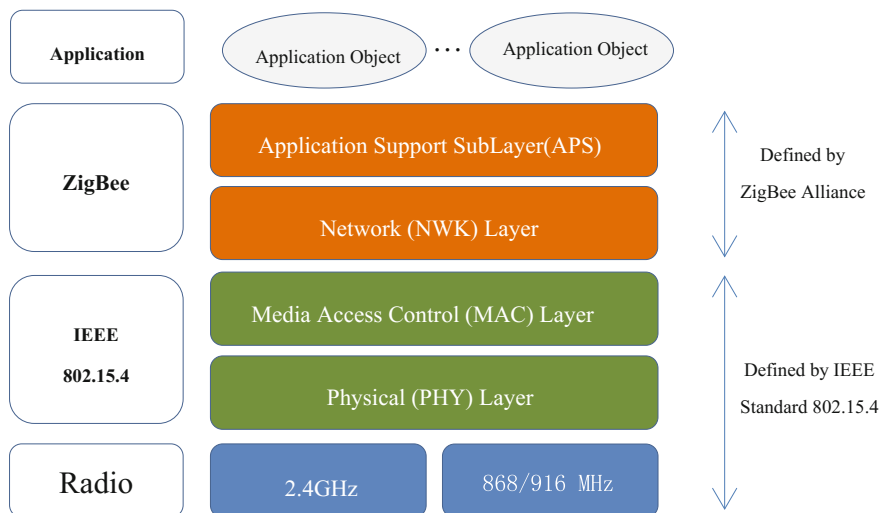 Application
Application Object
...
Application Object
ZigBee
Application Support SubLayer(APS)
Network (NWK) Layer
Defined by
ZigBee Alliance
IEEE
802.15.4
Media Access Control (MAC) Layer
Physical (PHY) Layer
Defined by IEEE
Standard 802.15.4
Radio
2.4GHz
868/916 MHz